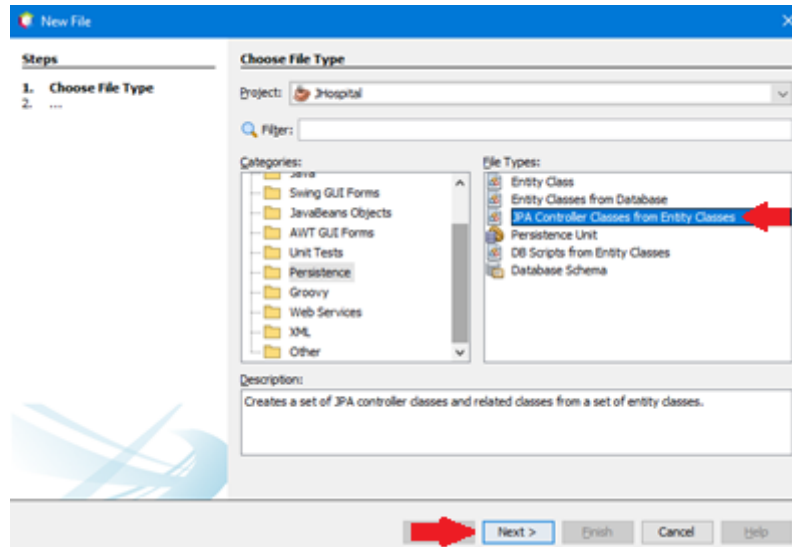 New File
Steps
1. Choose File Type
2. ...
Choose File Type
Project: JHospital
Filter:
Categories:
Java
Swing GUI Forms
JavaBeans Objects
AWT GUI Forms
Unit Tests
Persistence
Groovy
Web Services
XML
Other
File Types:
Entity Class
Entity Classes from Database
JPA Controller Classes from Entity Classes
Persistence Unit
DB Scripts from Entity Classes
Database Schema
Description:
Creates a set of JPA controller classes and related classes from a set of entity classes.
Next >
Finish
Cancel
Help